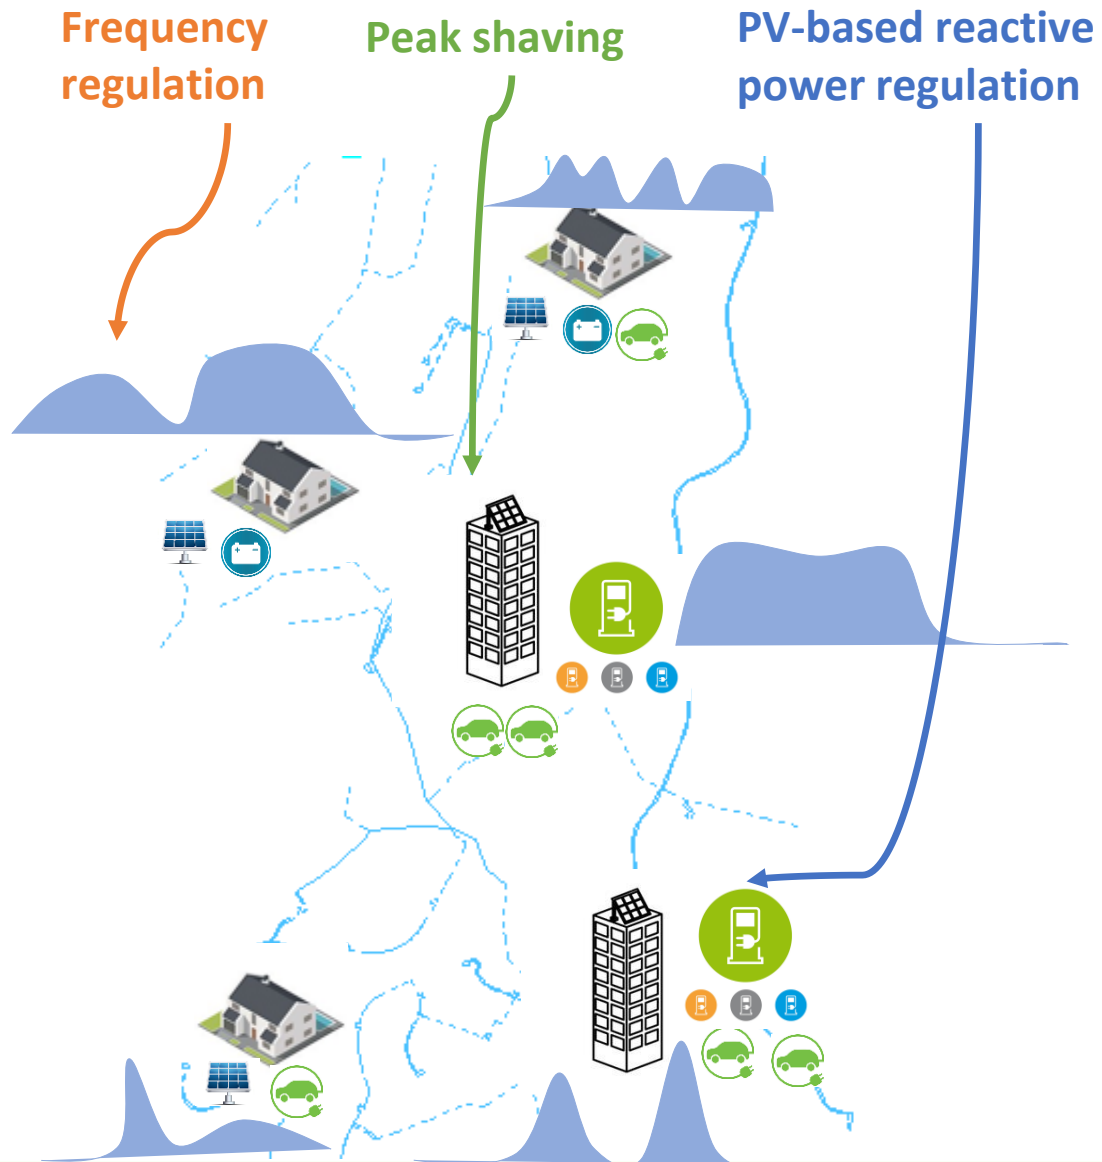 Frequency
regulation
Peak shaving
PV-based reactive
power regulation